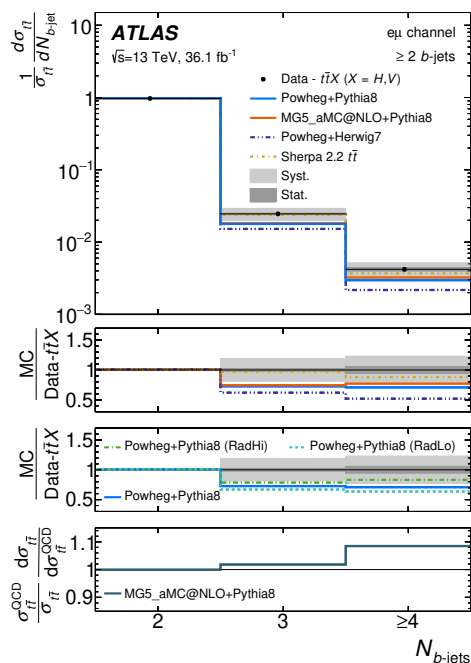 ATLAS
√s=13 TeV, 36.1 fb⁻¹
eμ channel
≥ 2 b-jets
Data - tt̄X (X = H,V)
Powheg+Pythia8
MG5_aMC@NLO+Pythia8
Powheg+Herwig7
Sherpa 2.2 tt̄
Syst.
Stat.
1/σ_tt̄ dσ_tt̄/dN_b-jet
10
1
10⁻¹
10⁻²
10⁻³
MC/Data-tt̄X
1.5
1
0.5
MC/Data-tt̄X
1.5
1
0.5
Powheg+Pythia8 (RadHi)
Powheg+Pythia8 (RadLo)
Powheg+Pythia8
σ_tt̄^QCD/σ_tt̄ dσ_tt̄/dσ_tt̄^QCD
1.1
1
0.9
MG5_aMC@NLO+Pythia8
2 3 ≥4
N_b-jets